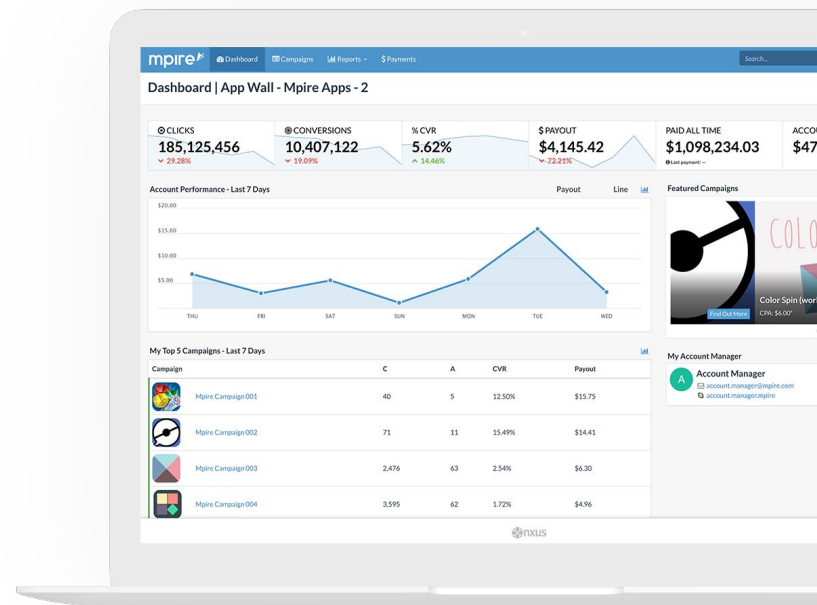 mpire Dashboard Campaigns Reports $ Payments Search...
Dashboard | App Wall - Mpire Apps - 2
CLICKS CONVERSIONS % CVR $ PAYOUT PAID ALL TIME ACCOU
185,125,456 10,407,122 5.62% $4,145.42 $1,098,234.03 $47
29.28% 19.09% 14.46% 72.21% Last payment: --
Account Performance - Last 7 Days Payout Line Featured Campaigns
$20.00
$15.00
$10.00
$5.00
THU FRI SAT SUN MON TUE WED
COLO
Color Spin (wor
Find Out More CPA: $6.00*
My Top 5 Campaigns - Last 7 Days
Campaign C A CVR Payout
Mpire Campaign 001 40 5 12.50% $15.75
Mpire Campaign 002 71 11 15.49% $14.41
Mpire Campaign 003 2,476 63 2.54% $6.30
Mpire Campaign 004 3,595 62 1.72% $4.96
My Account Manager
A Account Manager
account.manager@mpire.com
account.manager.mpire
nxus